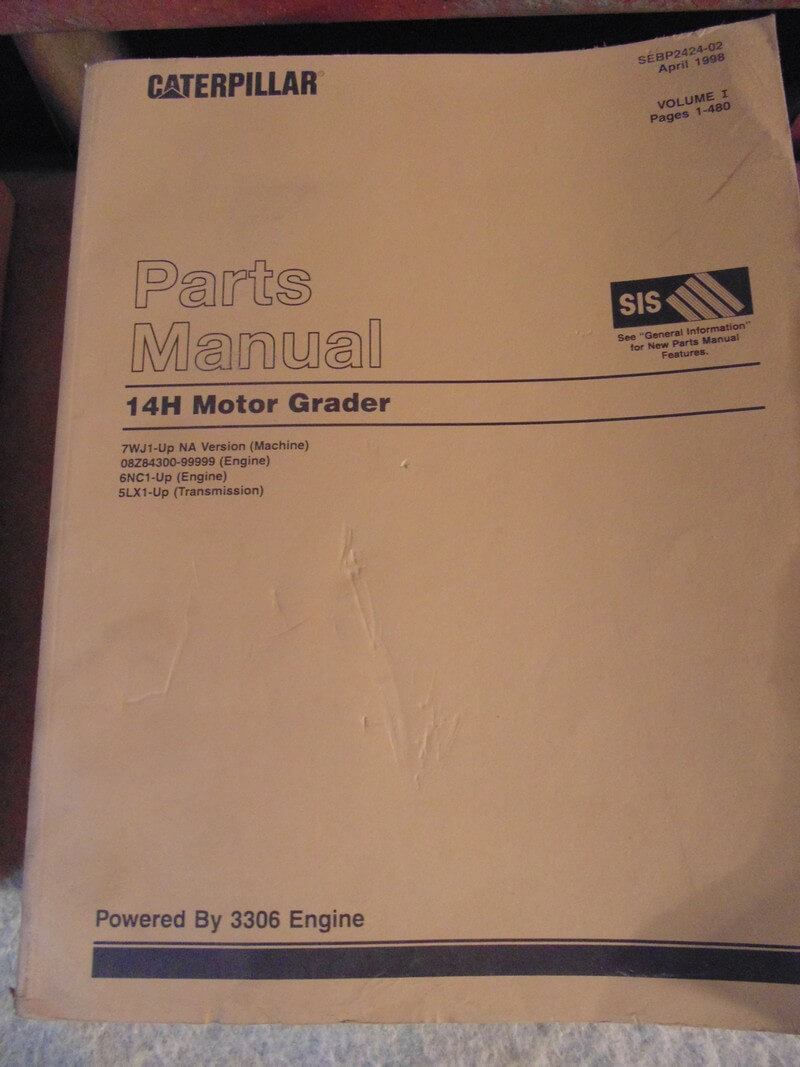 CATERPILLAR®
SEBP2424-02
April 1998
VOLUME I
Pages 1-480
Parts
Manual
SIS
See "General Information"
for New Parts Manual
Features.
14H Motor Grader
7WJ1-Up NA Version (Machine)
08Z84300-99999 (Engine)
6NC1-Up (Engine)
5LX1-Up (Transmission)
Powered By 3306 Engine